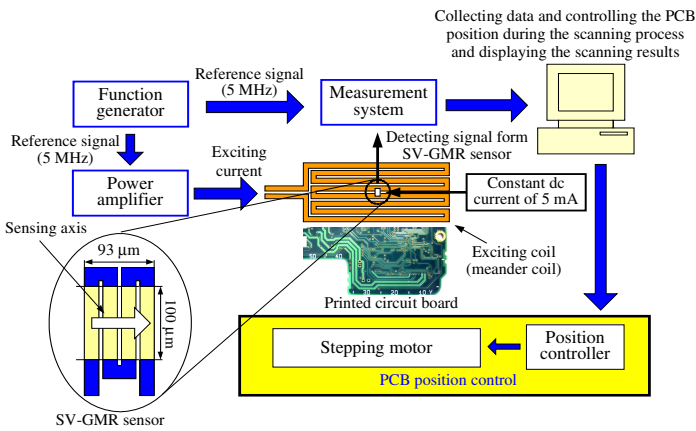 Collecting data and controlling the PCB
position during the scanning process
and displaying the scanning results
Function
generator
Reference signal
(5 MHz)
Measurement
system
Reference signal
(5 MHz)
Detecting signal form
SV-GMR sensor
Power
amplifier
Exciting
current
Constant dc
current of 5 mA
Sensing axis
93 μm
100 μm
Exciting coil
(meander coil)
Printed circuit board
Stepping motor
Position
controller
PCB position control
SV-GMR sensor